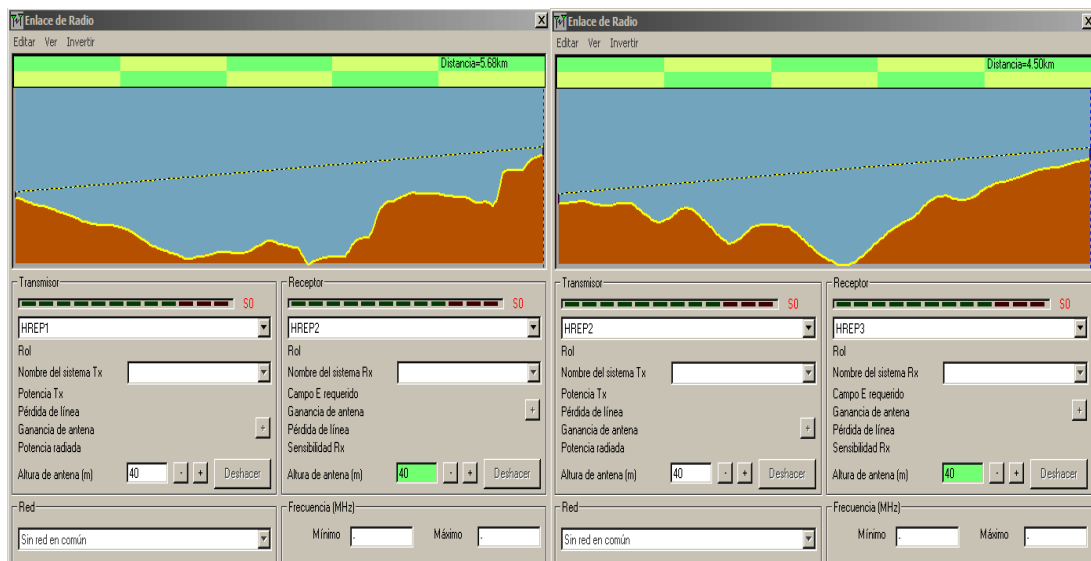 Enlace de Radio
Editar Ver Invertir
Distancia=5.68km
Transmisor
S0
HREP1
Rol
Nombre del sistema Tx
Potencia Tx
Pérdida de línea
Ganancia de antena
+
Potencia radiada
Altura de antena (m) 40 - + Deshacer
Receptor
S0
HREP2
Rol
Nombre del sistema Rx
Campo E requerido
Ganancia de antena
+
Pérdida de línea
Sensibilidad Rx
Altura de antena (m) 40 - + Deshacer
Red
Sin red en común
Frecuencia (MHz)
Mínimo - Máximo -
Enlace de Radio
Editar Ver Invertir
Distancia=4.50km
Transmisor
S0
HREP2
Rol
Nombre del sistema Tx
Potencia Tx
Pérdida de línea
Ganancia de antena
+
Potencia radiada
Altura de antena (m) 40 - + Deshacer
Receptor
S0
HREP3
Rol
Nombre del sistema Rx
Campo E requerido
Ganancia de antena
+
Pérdida de línea
Sensibilidad Rx
Altura de antena (m) 40 - + Deshacer
Red
Sin red en común
Frecuencia (MHz)
Mínimo - Máximo -